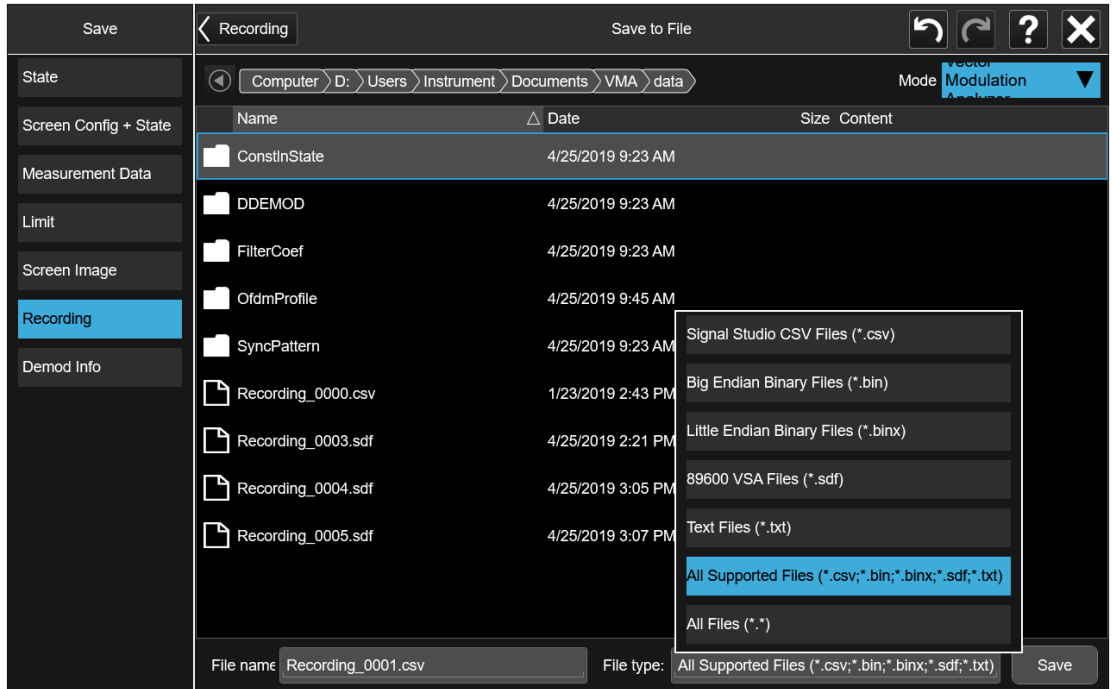 Save
State
Screen Config + State
Measurement Data
Limit
Screen Image
Recording
Demod Info
Recording
Save to File
?
Computer D: Users Instrument Documents VMA data
Mode
Vector
Modulation
Analyzer
Name Date Size Content
ConstInState 4/25/2019 9:23 AM
DDEMOD 4/25/2019 9:23 AM
FilterCoef 4/25/2019 9:23 AM
OfdmProfile 4/25/2019 9:45 AM
SyncPattern 4/25/2019 9:23 AM
Recording_0000.csv 1/23/2019 2:43 PM
Recording_0003.sdf 4/25/2019 2:21 PM
Recording_0004.sdf 4/25/2019 3:05 PM
Recording_0005.sdf 4/25/2019 3:07 PM
Signal Studio CSV Files (*.csv)
Big Endian Binary Files (*.bin)
Little Endian Binary Files (*.binx)
89600 VSA Files (*.sdf)
Text Files (*.txt)
All Supported Files (*.csv;*.bin;*.binx;*.sdf;*.txt)
All Files (*.*)
File name Recording_0001.csv
File type: All Supported Files (*.csv;*.bin;*.binx;*.sdf;*.txt)
Save